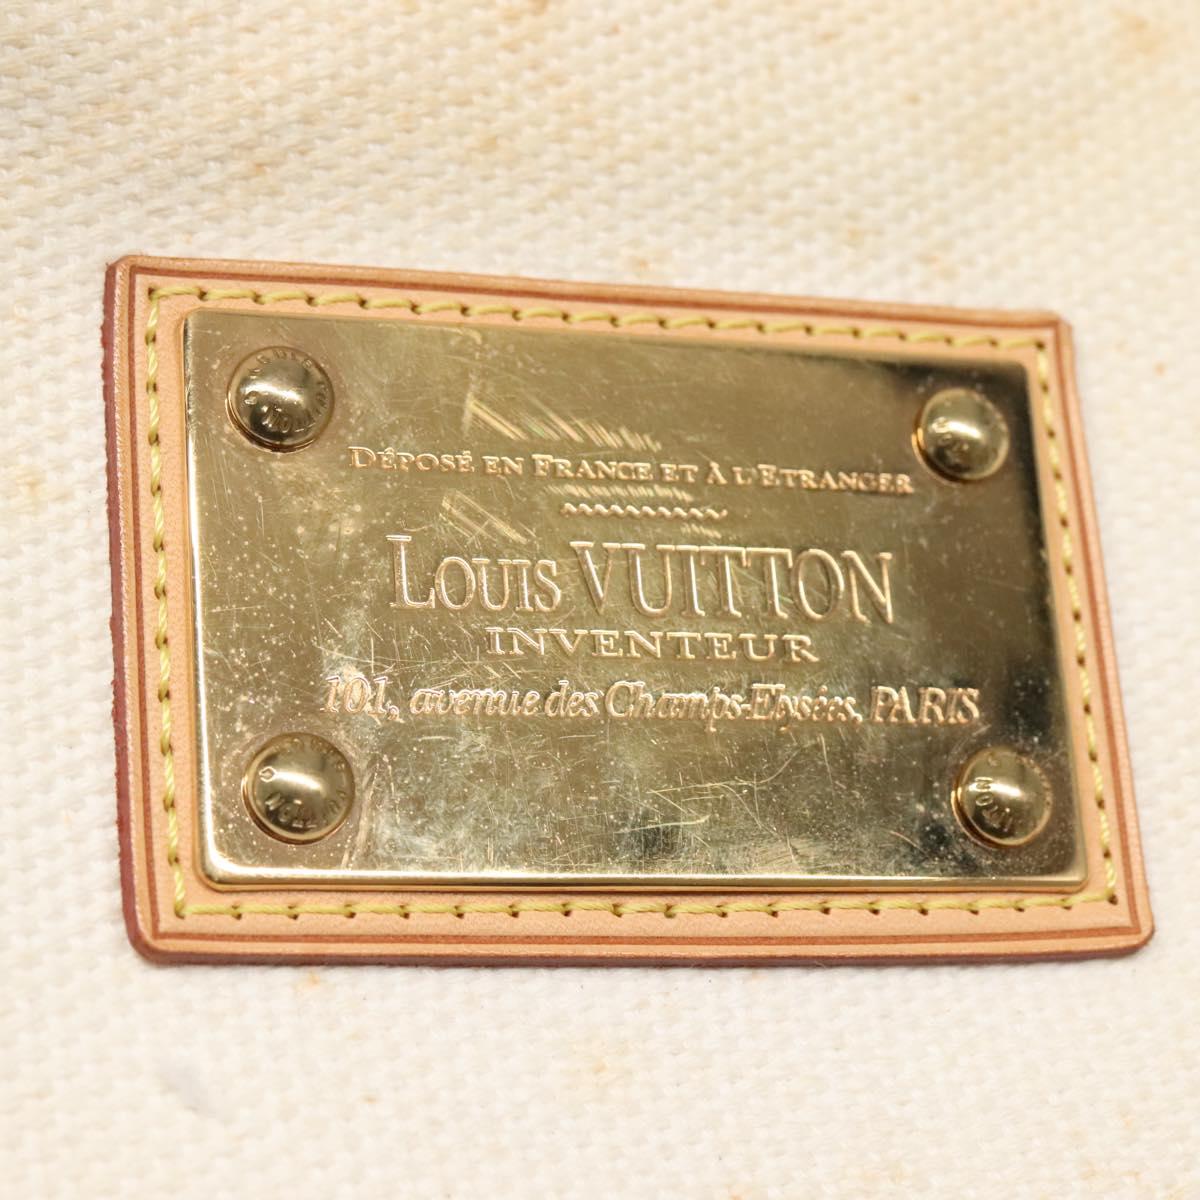 DÉPOSÉ EN FRANCE ET À L'ETRANGER
LOUIS VUITTON
INVENTEUR
101, avenue des Champs-Elysées, PARIS